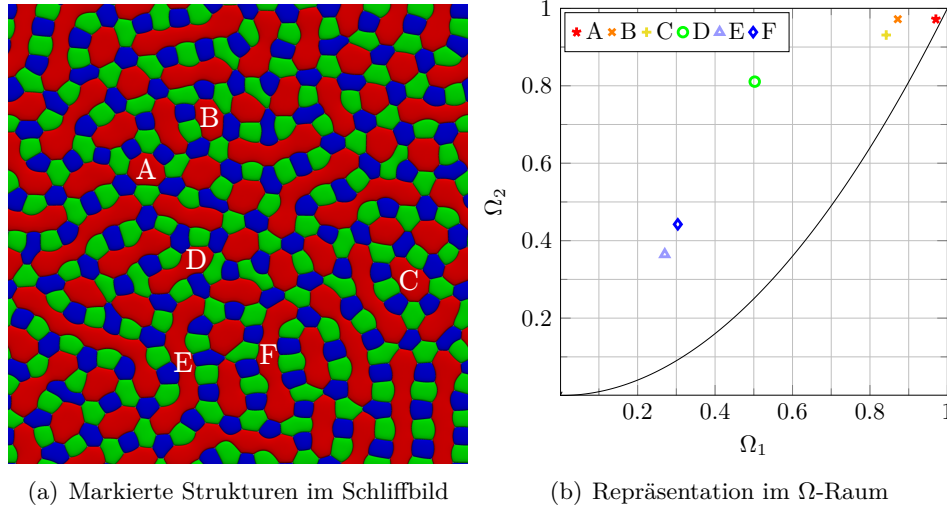 A
B
C
D
E
F
A B C D E F
1
0.8
0.6
0.4
0.2
Ω₂
0.2 0.4 0.6 0.8 1
Ω₁
(a) Markierte Strukturen im Schliffbild
(b) Repräsentation im Ω-Raum